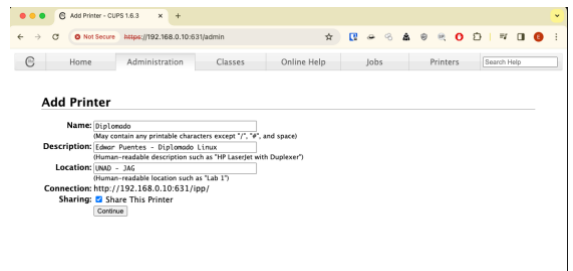 Add Printer - CUPS 1.6.3
Not Secure https://192.168.0.10:631/admin
Home Administration Classes Online Help Jobs Printers Search Help
Add Printer
Name: Diplomado
(May contain any printable characters except "/", "#", and space)
Description: Edwar Puentes - Diplomado Linux
(Human-readable description such as "HP LaserJet with Duplexer")
Location: UNAD - JAG
(Human-readable location such as "Lab 1")
Connection: http://192.168.0.10:631/ipp/
Sharing: Share This Printer
Continue